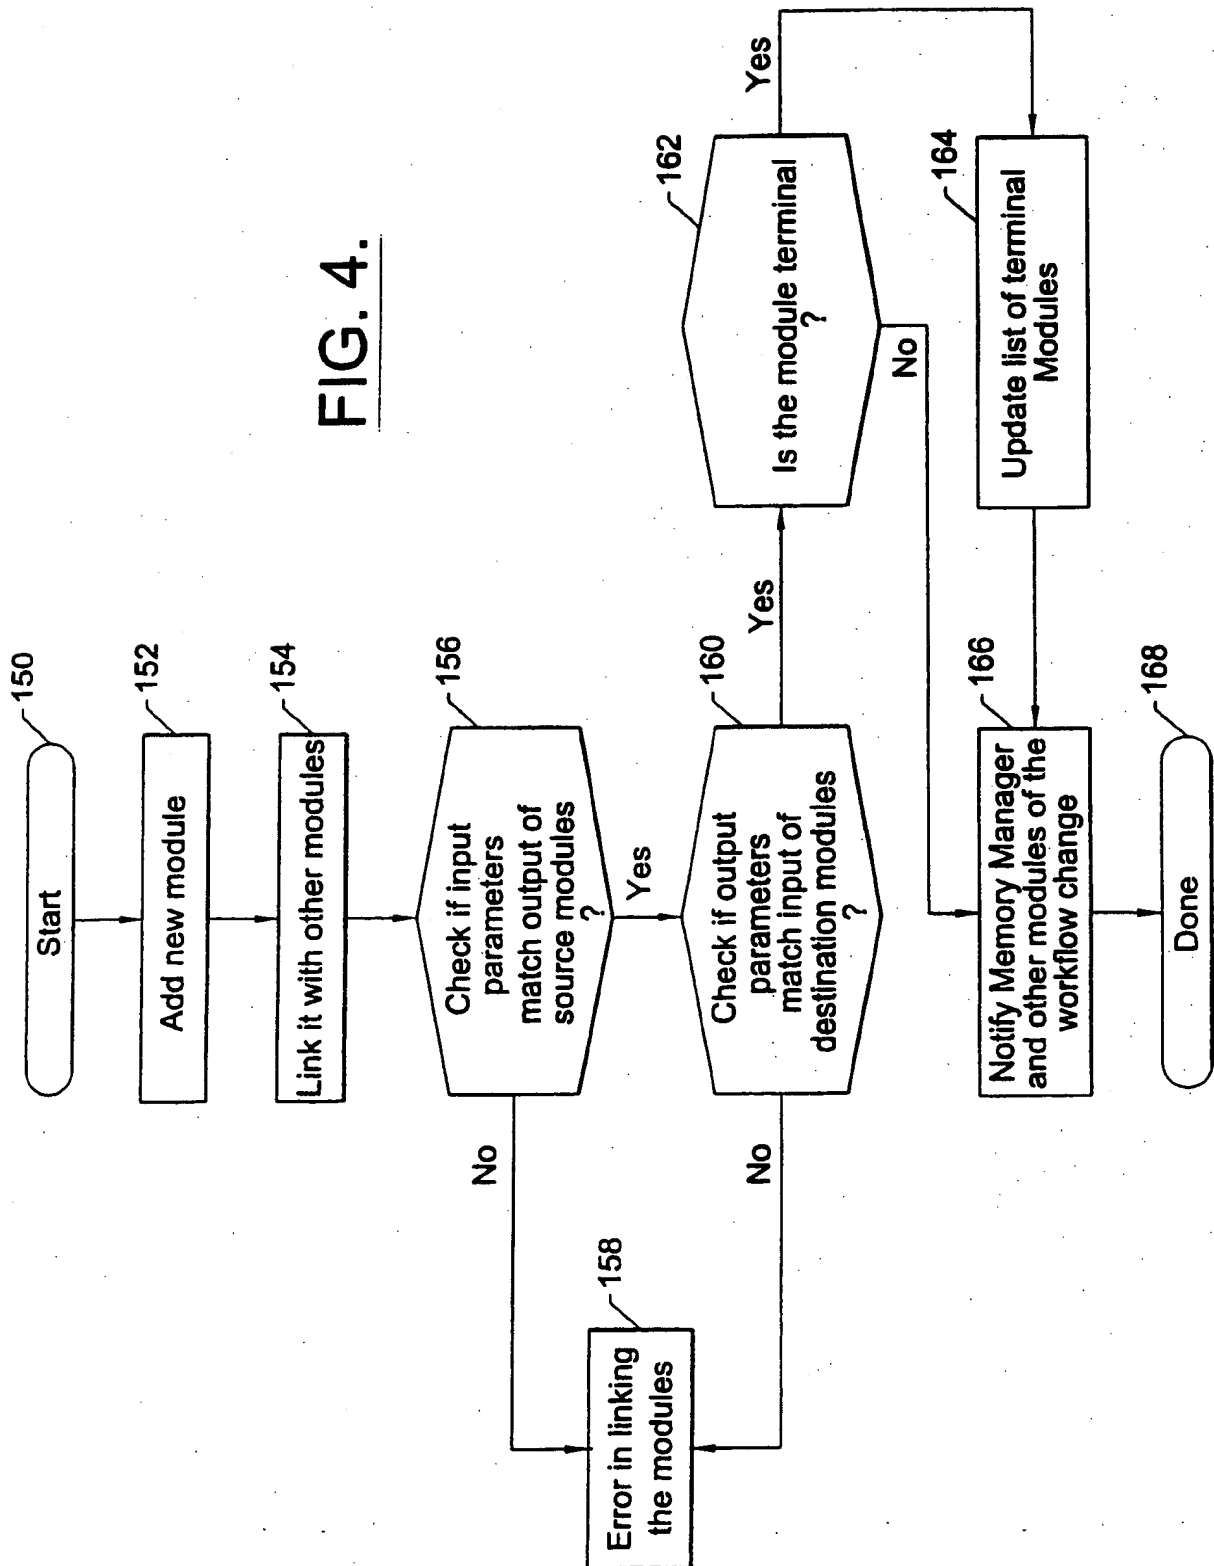 FIG. 4.
Start
150
Add new module
152
Link it with other modules
154
Check if input
parameters
match output of
source modules
?
156
No
Yes
Error in linking
the modules
158
Check if output
parameters
match input of
destination modules
?
160
No
Yes
Is the module terminal
?
162
Yes
No
Update list of terminal
Modules
164
Notify Memory Manager
and other modules of the
workflow change
166
Done
168